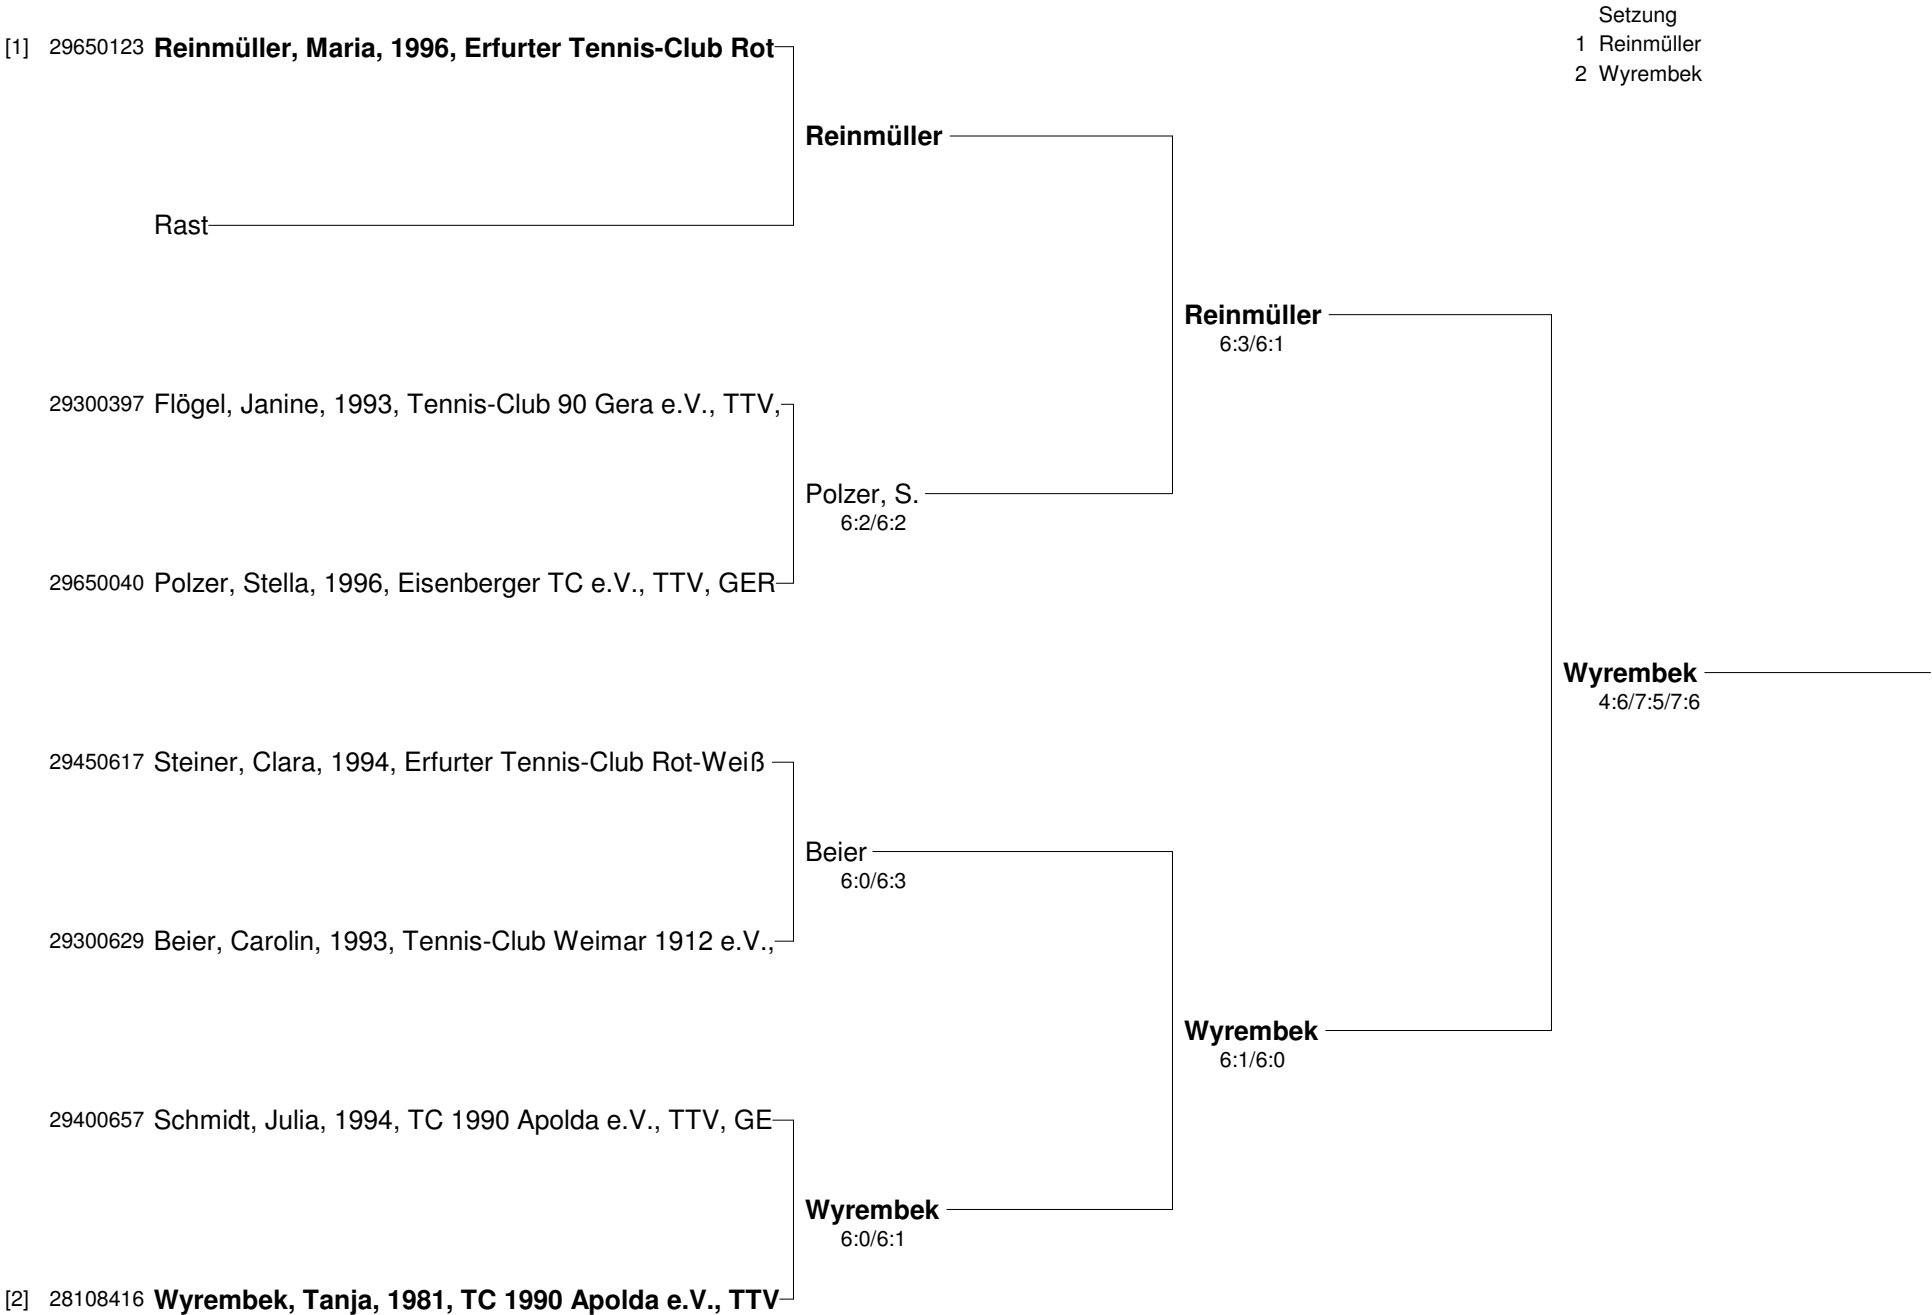 Setzung
1 Reinmüller
2 Wyrembek
[1] 29650123 Reinmüller, Maria, 1996, Erfurter Tennis-Club Rot
Reinmüller
Rast
Reinmüller
6:3/6:1
29300397 Flögel, Janine, 1993, Tennis-Club 90 Gera e.V., TTV,
Polzer, S.
6:2/6:2
29650040 Polzer, Stella, 1996, Eisenberger TC e.V., TTV, GER
Wyrembek
4:6/7:5/7:6
29450617 Steiner, Clara, 1994, Erfurter Tennis-Club Rot-Weiß
Beier
6:0/6:3
29300629 Beier, Carolin, 1993, Tennis-Club Weimar 1912 e.V.,
Wyrembek
6:1/6:0
29400657 Schmidt, Julia, 1994, TC 1990 Apolda e.V., TTV, GE
Wyrembek
6:0/6:1
[2] 28108416 Wyrembek, Tanja, 1981, TC 1990 Apolda e.V., TTV